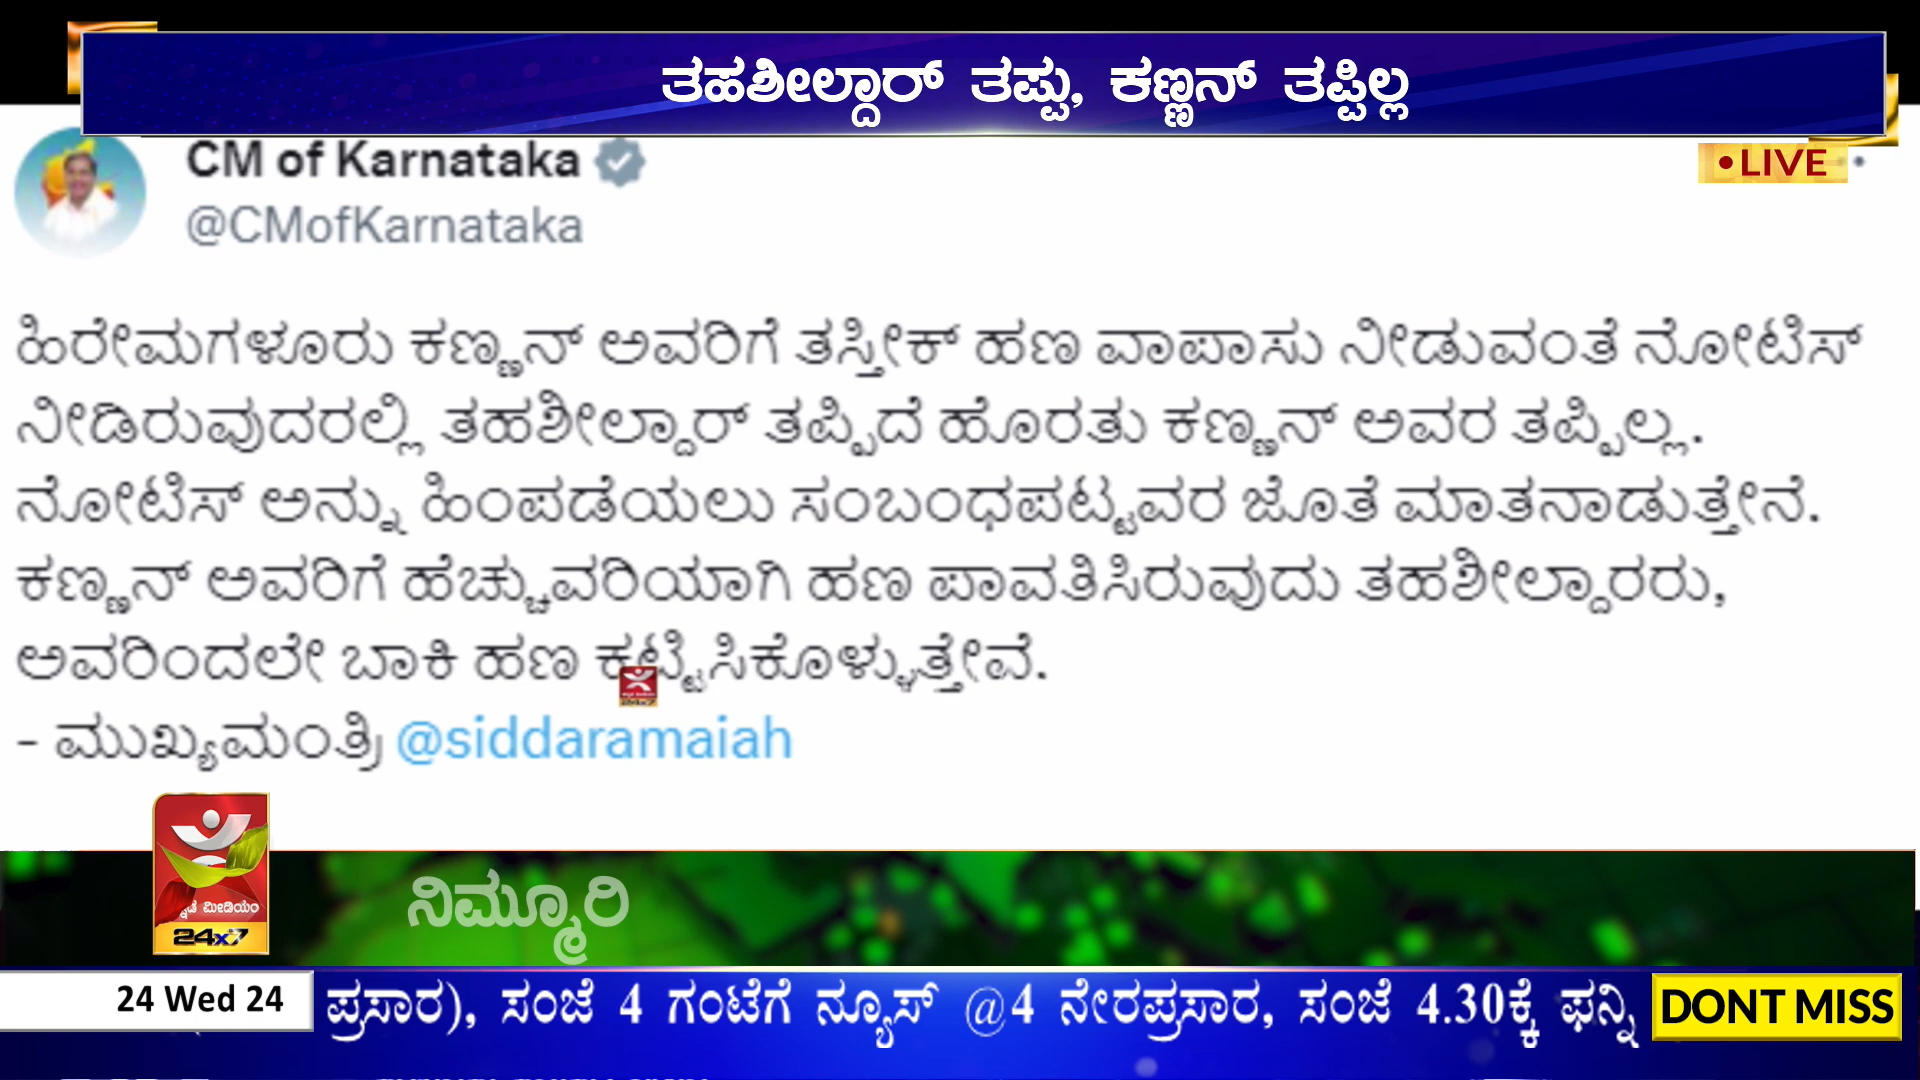 ತಹಶೀಲ್ದಾರ್ ತಪ್ಪು, ಕಣ್ಣನ್ ತಪ್ಪಿಲ್ಲ
CM of Karnataka
• LIVE
@CMofKarnataka
ಹಿರೇಮಗಳೂರು ಕಣ್ಣನ್ ಅವರಿಗೆ ತಸ್ತೀಕ್ ಹಣ ವಾಪಾಸು ನೀಡುವಂತೆ ನೋಟಿಸ್
ನೀಡಿರುವುದರಲ್ಲಿ ತಹಶೀಲ್ದಾರ್ ತಪ್ಪಿದೆ ಹೊರತು ಕಣ್ಣನ್ ಅವರ ತಪ್ಪಿಲ್ಲ.
ನೋಟಿಸ್ ಅನ್ನು ಹಿಂಪಡೆಯಲು ಸಂಬಂಧಪಟ್ಟವರ ಜೊತೆ ಮಾತನಾಡುತ್ತೇನೆ.
ಕಣ್ಣನ್ ಅವರಿಗೆ ಹೆಚ್ಚುವರಿಯಾಗಿ ಹಣ ಪಾವತಿಸಿರುವುದು ತಹಶೀಲ್ದಾರರು,
ಅವರಿಂದಲೇ ಬಾಕಿ ಹಣ ಕಟ್ಟಿಸಿಕೊಳ್ಳುತ್ತೇವೆ.
- ಮುಖ್ಯಮಂತ್ರಿ @siddaramaiah
ಮೀಡಿಯಂ
24x7
ನಿಮ್ಮೂರಿ
24 Wed 24
ಪ್ರಸಾರ), ಸಂಜೆ 4 ಗಂಟೆಗೆ ನ್ಯೂಸ್ @4 ನೇರಪ್ರಸಾರ, ಸಂಜೆ 4.30ಕ್ಕೆ ಫನ್ನಿ
DONT MISS